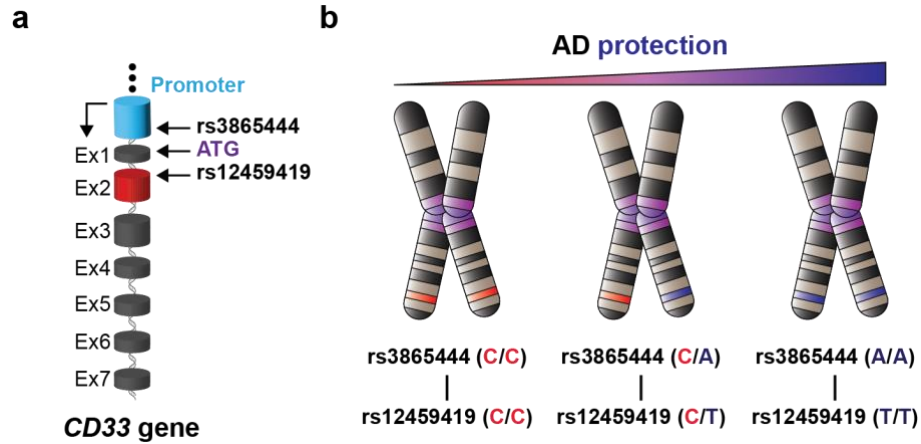 a
Promoter
rs3865444
Ex1
ATG
rs12459419
Ex2
Ex3
Ex4
Ex5
Ex6
Ex7
CD33 gene
b
AD protection
rs3865444 (C/C)
rs12459419 (C/C)
rs3865444 (C/A)
rs12459419 (C/T)
rs3865444 (A/A)
rs12459419 (T/T)